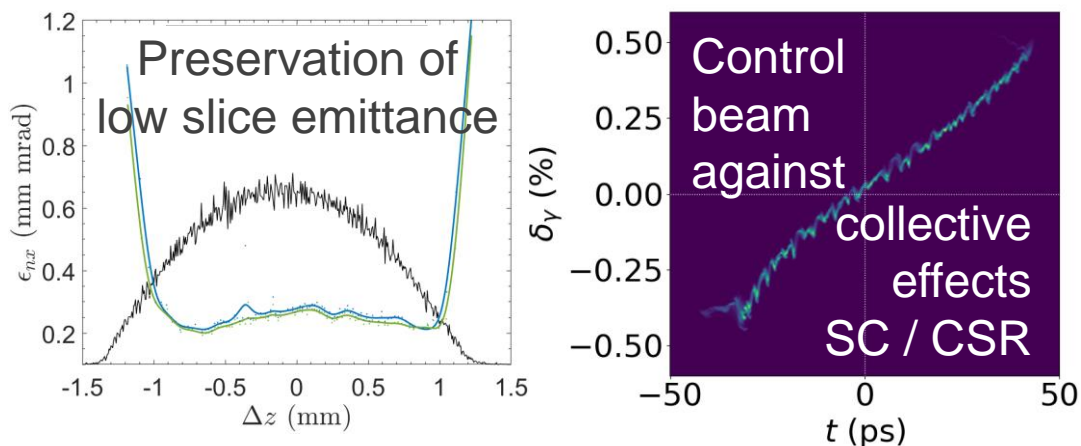 Preservation of
low slice emittance
1.2
1
0.8
0.6
0.4
0.2
ϵnx (mm mrad)
-1.5
-1
-0.5
0
0.5
1
1.5
Δz (mm)
Control
beam
against
collective
effects
SC / CSR
0.50
0.25
0.00
−0.25
−0.50
δγ (%)
−50
0
50
t (ps)